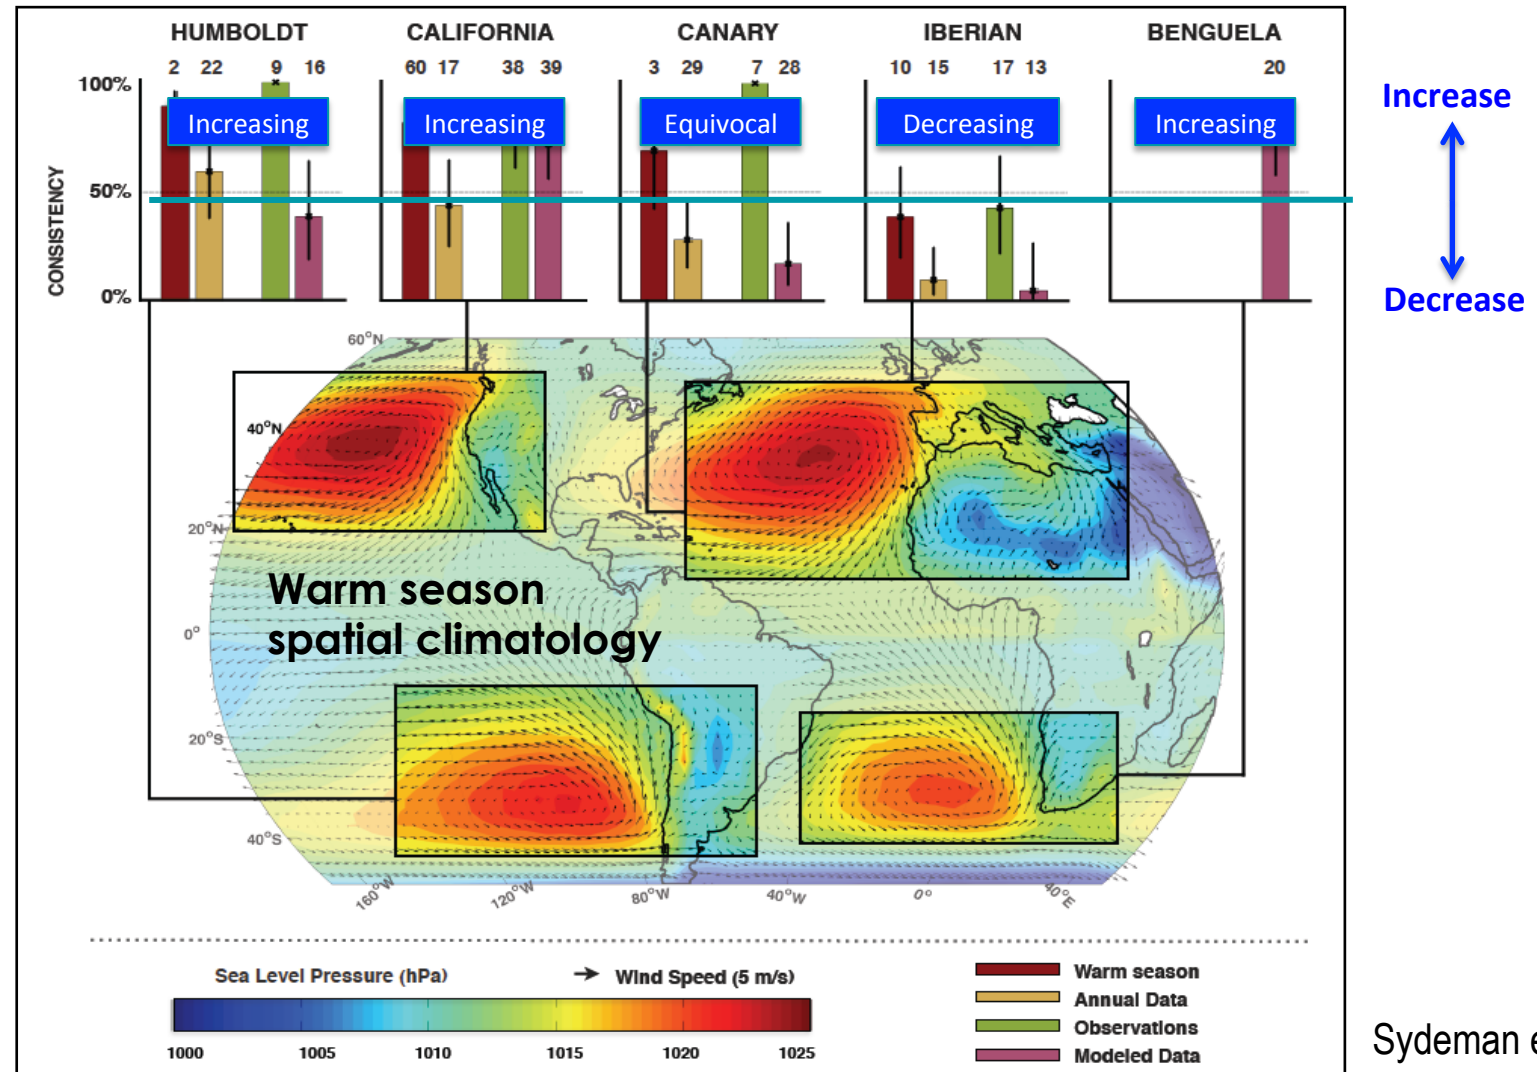 HUMBOLDT CALIFORNIA CANARY IBERIAN BENGUELA
2 22 9 16 60 17 38 39 3 29 7 28 10 15 17 13 20
100%
50%
0%
CONSISTENCY
Increasing Increasing Equivocal Decreasing Increasing
Increase
Decrease
60°N
40°N
20°N
0°
20°S
40°S
Warm season
spatial climatology
160°W 120°W 80°W 40°W 0° 40°E
Sea Level Pressure (hPa)
Wind Speed (5 m/s)
1000 1005 1010 1015 1020 1025
Warm season
Annual Data
Observations
Modeled Data
Sydeman e